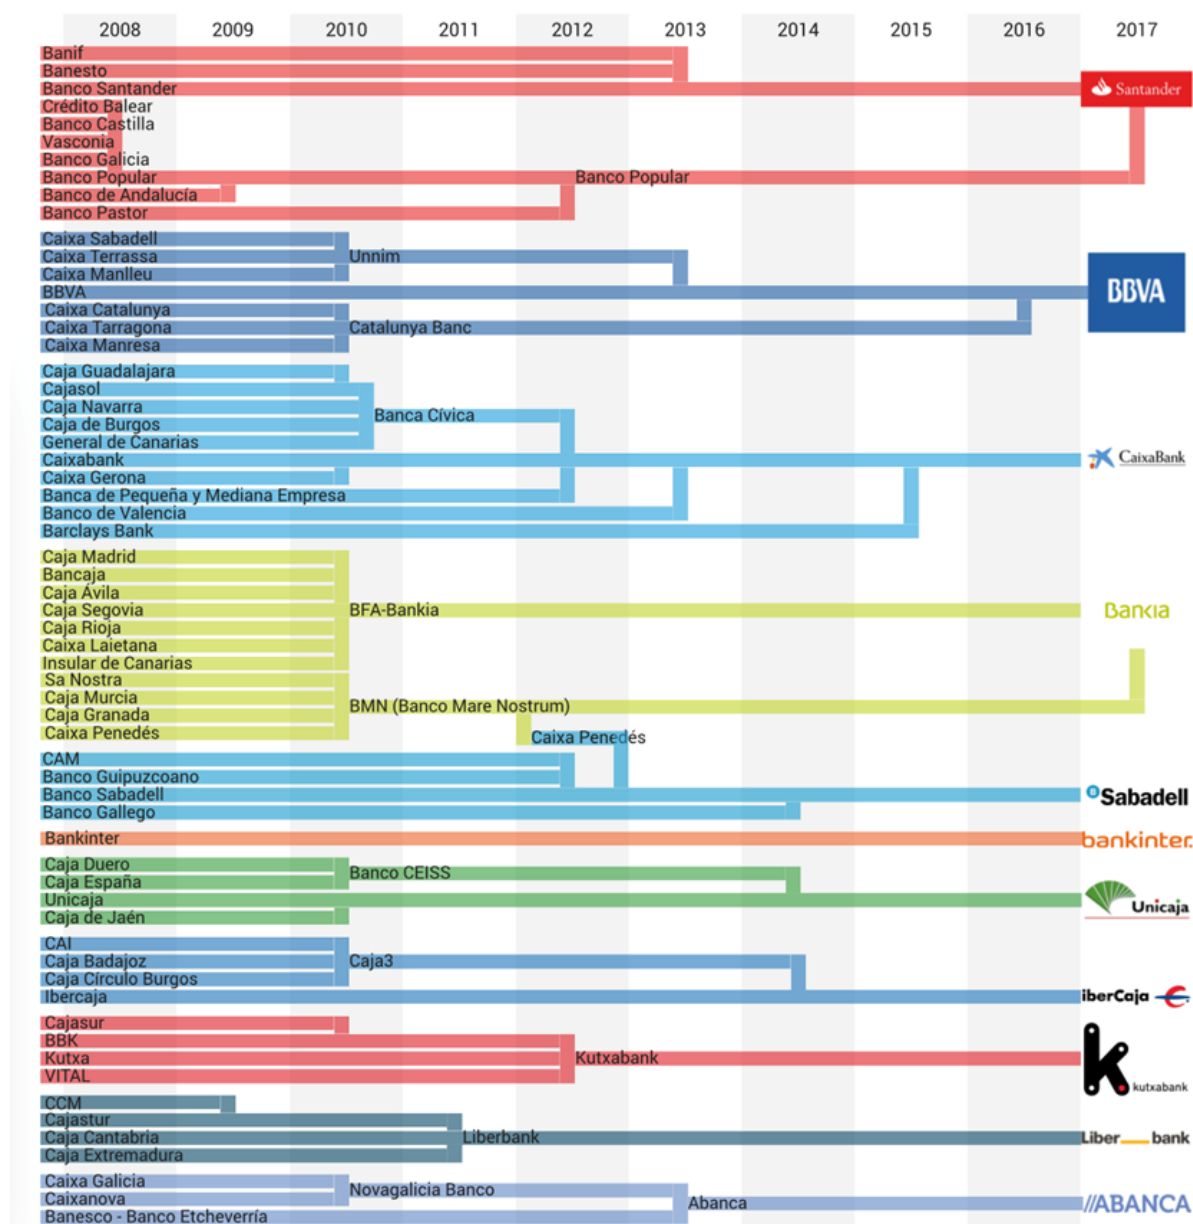 2008 2009 2010 2011 2012 2013 2014 2015 2016 2017
Banif
Banesto
Banco Santander
Santander
Crédito Balear
Banco Castilla
Vasconia
Banco Galicia
Banco Popular Banco Popular
Banco de Andalucía
Banco Pastor
Caixa Sabadell
Caixa Terrassa Unnim
Caixa Manlleu
BBVA BBVA
Caixa Catalunya
Caixa Tarragona Catalunya Banc
Caixa Manresa
Caja Guadalajara
Cajasol
Caja Navarra
Banca Cívica
Caja de Burgos
General de Canarias
Caixabank CaixaBank
Caixa Gerona
Banca de Pequeña y Mediana Empresa
Banco de Valencia
Barclays Bank
Caja Madrid
Bancaja
Caja Ávila
Caja Segovia BFA-Bankia Bankia
Caja Rioja
Caixa Laietana
Insular de Canarias
Sa Nostra
Caja Murcia
BMN (Banco Mare Nostrum)
Caja Granada
Caixa Penedés
Caixa Penedés
CAM
Banco Guipuzcoano
Banco Sabadell BSabadell
Banco Gallego
Bankinter bankinter.
Caja Duero
Banco CEISS
Caja España
Unicaja Unicaja
Caja de Jaén
CAI
Caja Badajoz Caja3
Caja Círculo Burgos
Ibercaja iberCaja
Cajasur
BBK
Kutxa Kutxabank
k
kutxabank
VITAL
CCM
Cajastur
Caja Cantabria Liberbank Liber bank
Caja Extremadura
Caixa Galicia
Novagalicia Banco
Caixanova
Abanca //ABANCA
Banesco - Banco Etcheverría